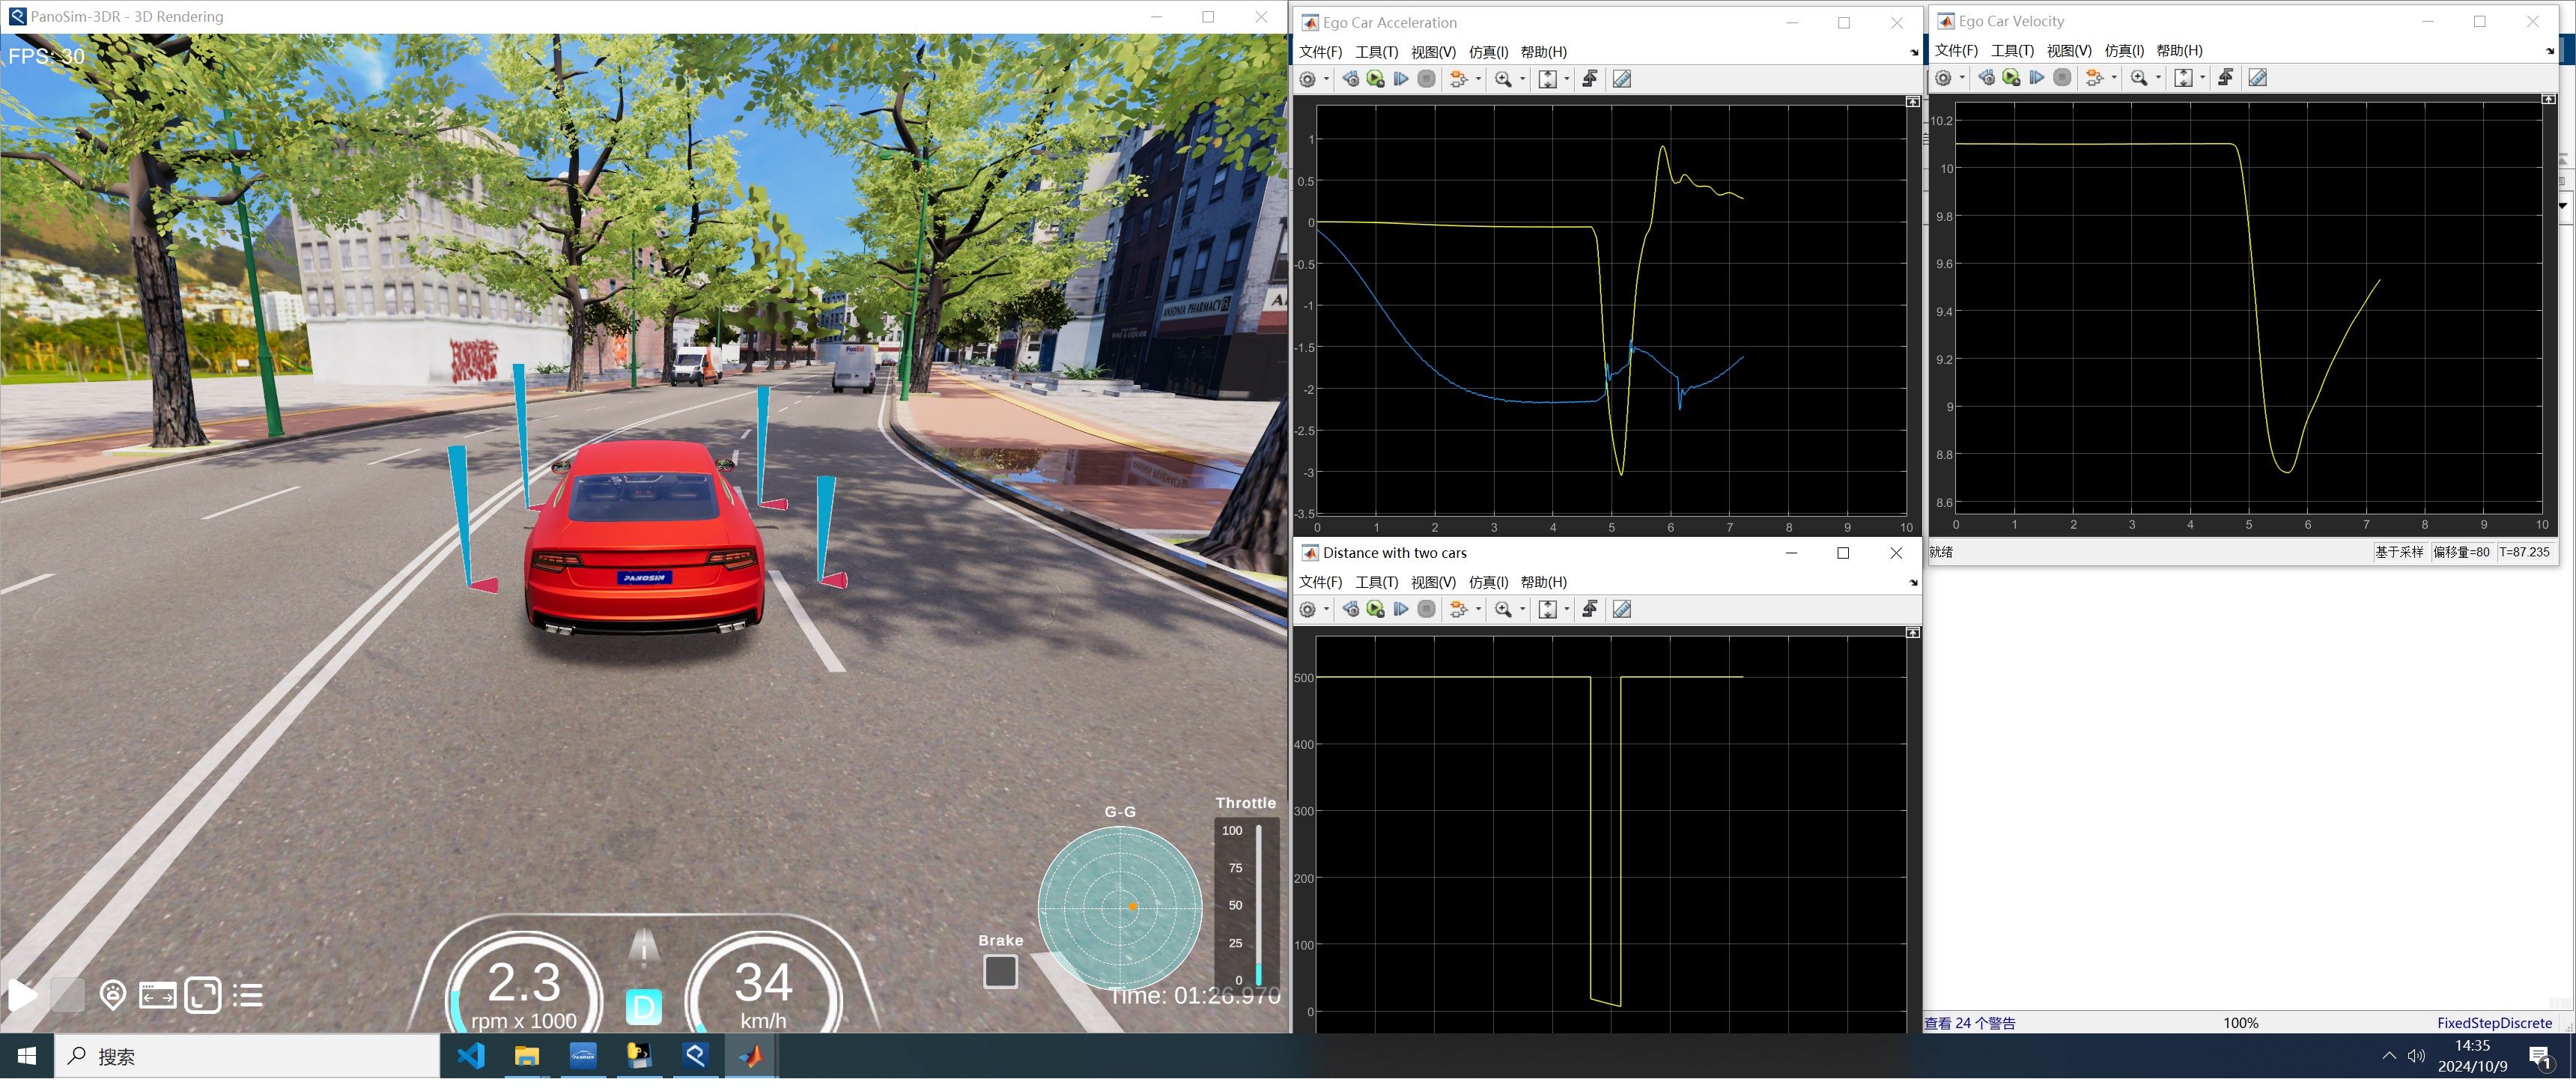 PanoSim-3DR - 3D Rendering
FPS: 30
ANSONIA PHARMACY
WINE & LIQUOR
FedEx
PANOSIM
G-G
Throttle
100
75
50
25
0
Brake
Time: 01:26.970
2.3
rpm x 1000
D
34
km/h
Ego Car Acceleration
文件(F) 工具(T) 视图(V) 仿真(I) 帮助(H)
1
0.5
0
-0.5
-1
-1.5
-2
-2.5
-3
-3.5
0 1 2 3 4 5 6 7 8 9 10
Distance with two cars
文件(F) 工具(T) 视图(V) 仿真(I) 帮助(H)
500
400
300
200
100
0
Ego Car Velocity
文件(F) 工具(T) 视图(V) 仿真(I) 帮助(H)
10.2
10
9.8
9.6
9.4
9.2
9
8.8
8.6
0 1 2 3 4 5 6 7 8 9 10
就绪 基于采样 偏移量=80 T=87.235
查看 24 个警告 100% FixedStepDiscrete
搜索
PANOSIM
14:35
2024/10/9
1